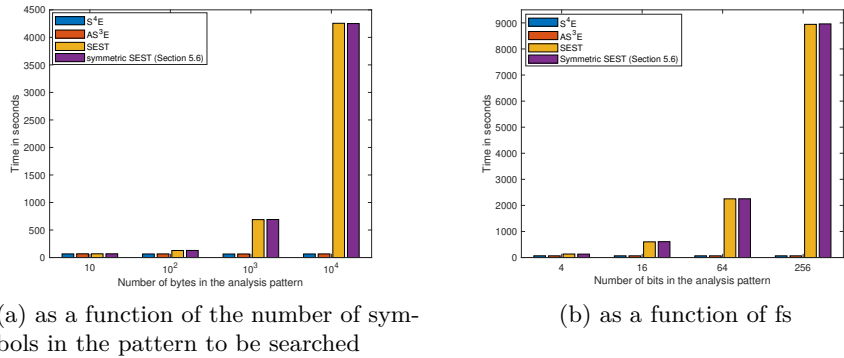 4500
4000
3500
3000
2500
2000
1500
1000
500
0
Time in seconds
S⁴E
AS³E
SEST
symmetric SEST (Section 5.6)
10
10²
10³
10⁴
Number of bytes in the analysis pattern
(a) as a function of the number of sym-
bols in the pattern to be searched
9000
8000
7000
6000
5000
4000
3000
2000
1000
0
Time in seconds
S⁴E
AS³E
SEST
Symmetric SEST (Section 5.6)
4
16
64
256
Number of bits in the analysis pattern
(b) as a function of fs